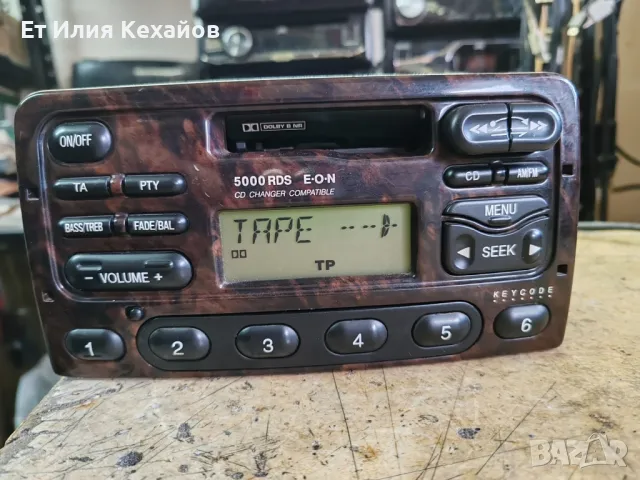 Ет Илия Кехайов
DOLBY B NR
ON/OFF
5000 RDS E·O·N
CD CHANGER COMPATIBLE
CD AM/FM
TA PTY
MENU
BASS/TREB FADE/BAL
TAPE ----
TP
SEEK
- VOLUME +
KEYCODE
1 2 3 4 5 6
BAZAR